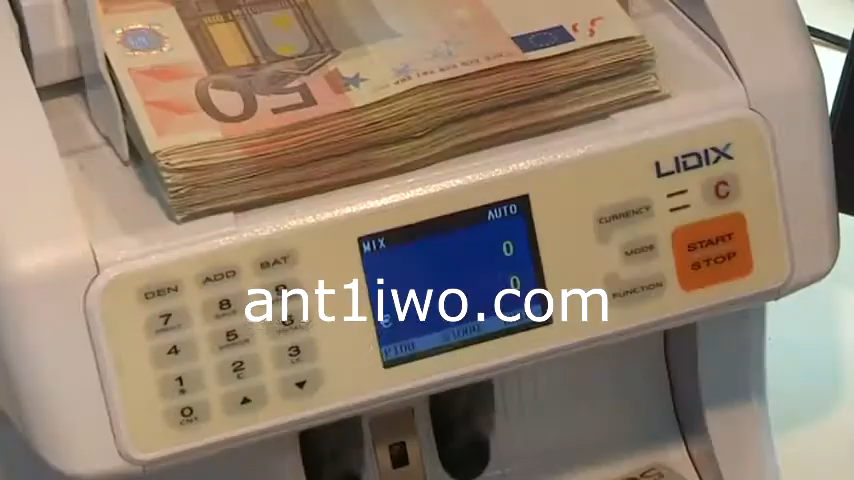 50
LIDIX
MIX AUTO
0
0
€
CURRENCY
MODE
FUNCTION
C
START
STOP
DEN ADD BAT
7 8 9
4 5 6
1 2 3
0
CNT
ant1iwo.com